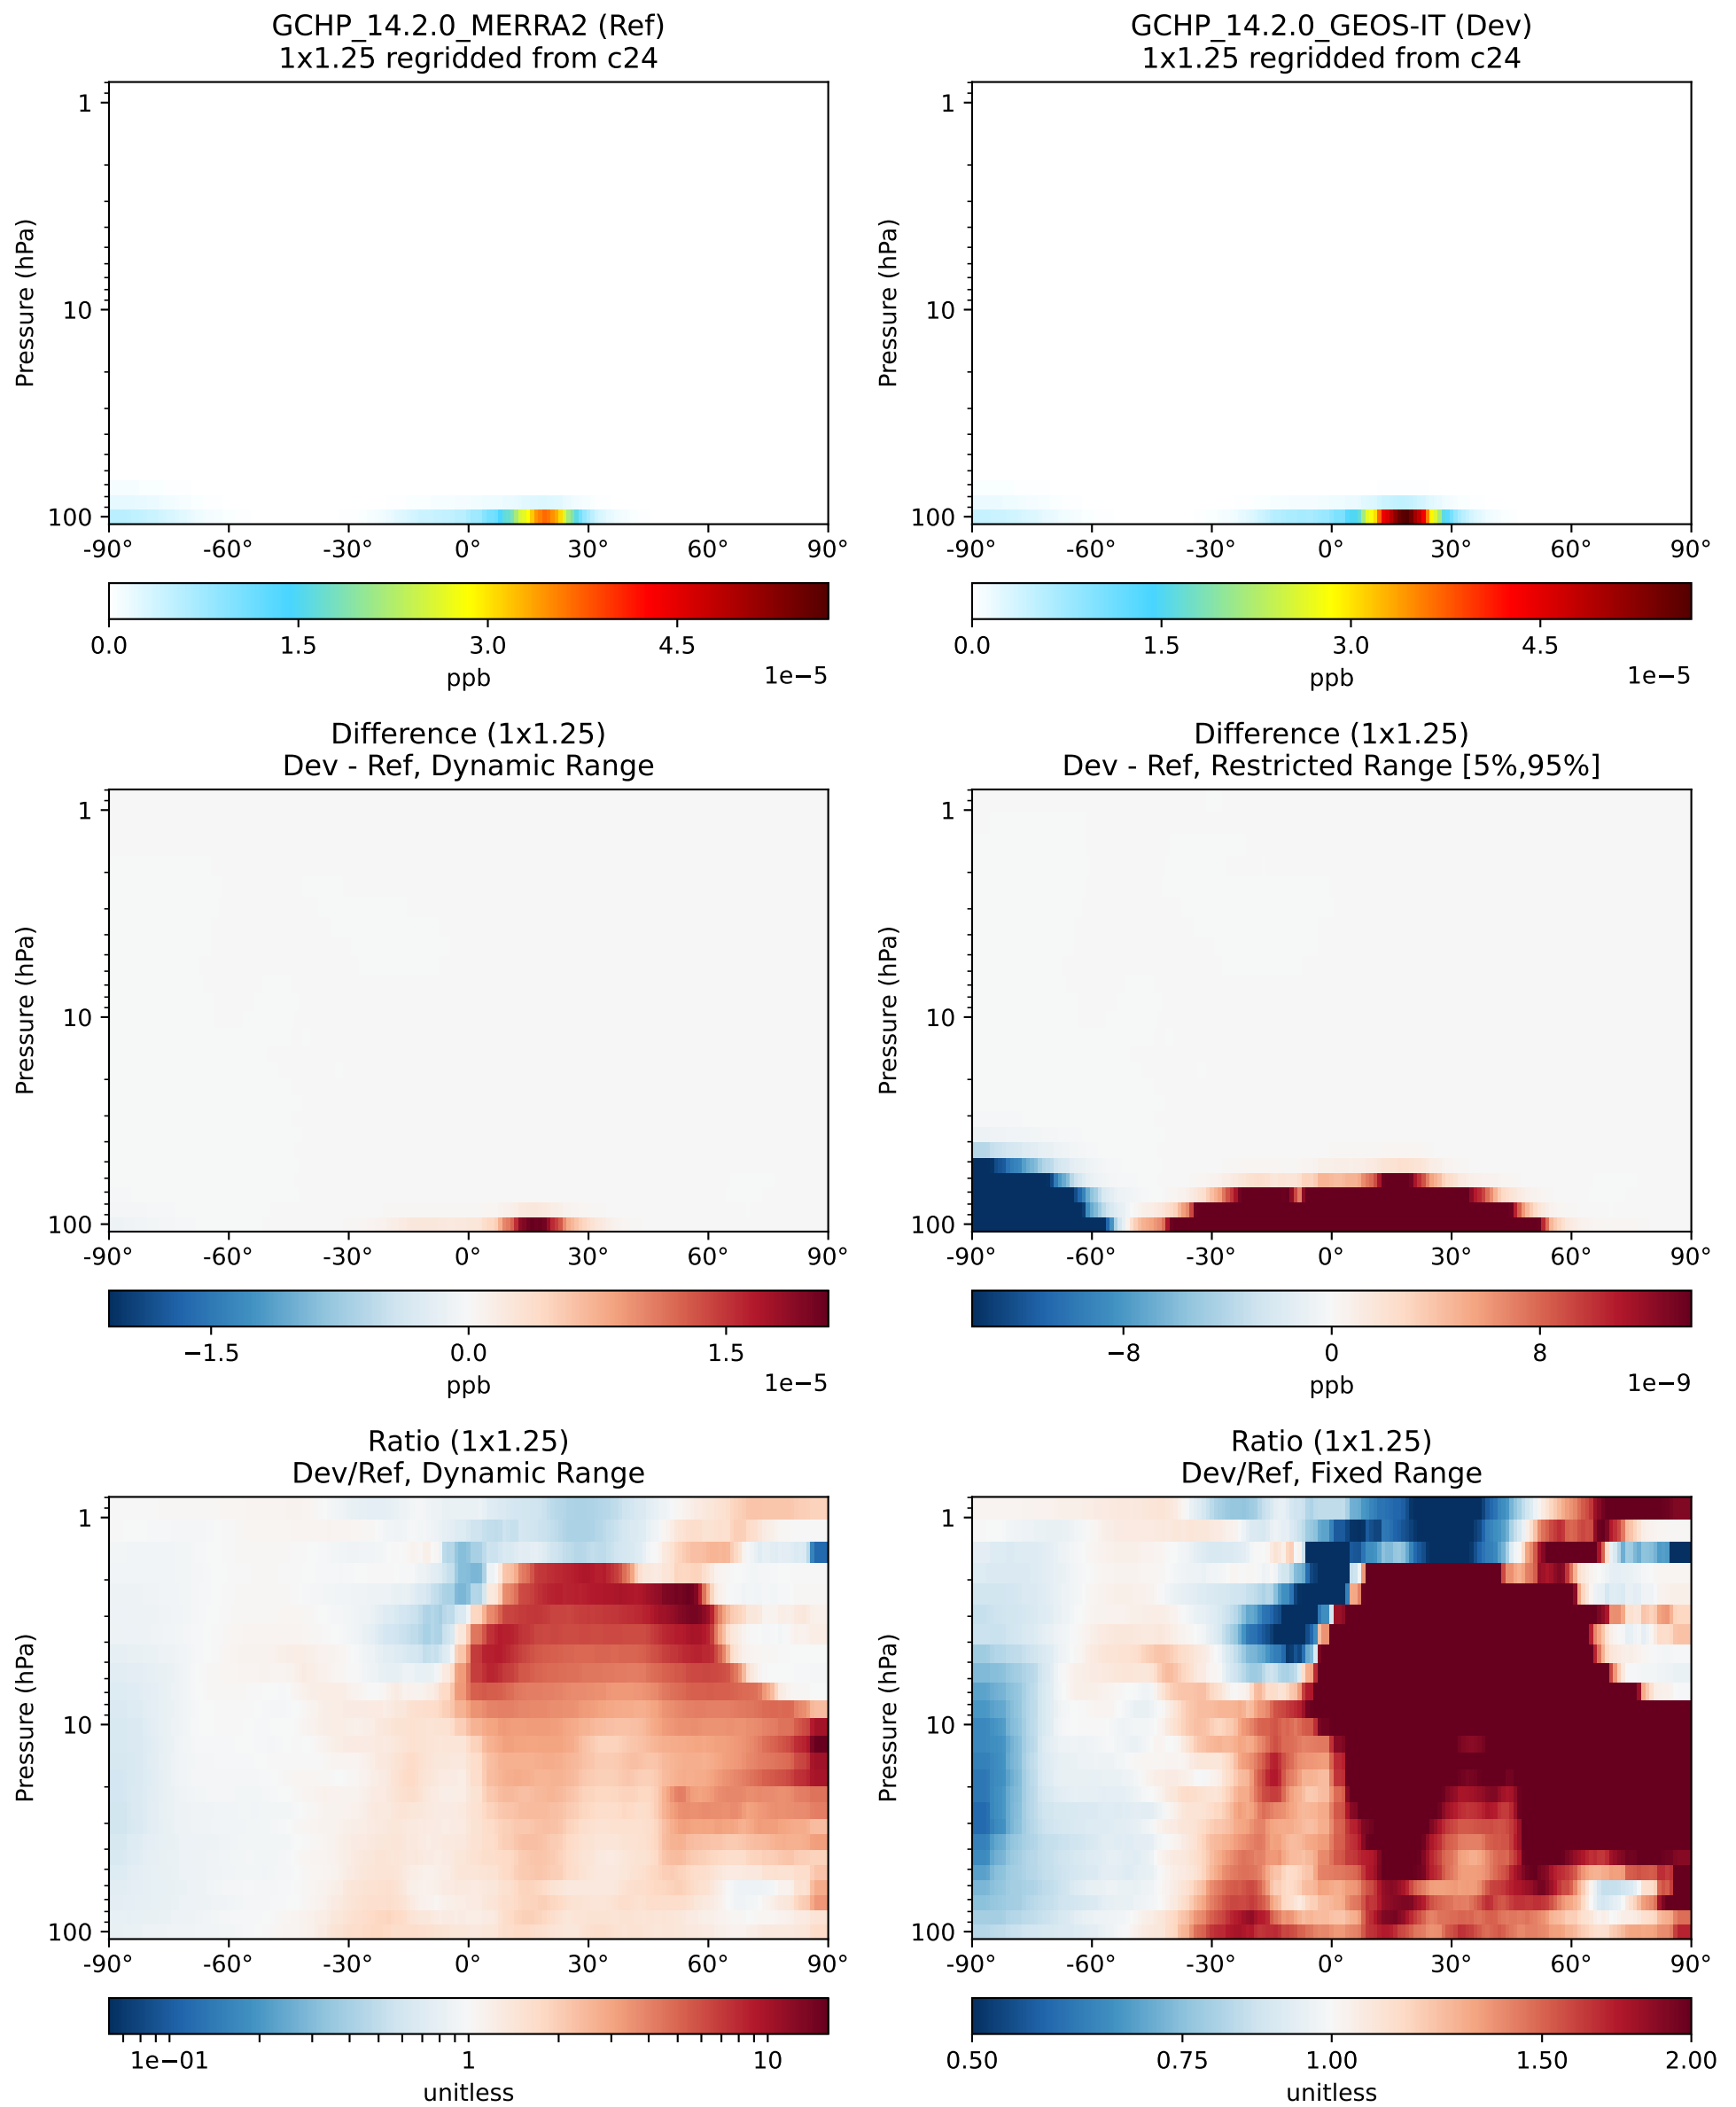 GCHP_14.2.0_MERRA2 (Ref)
1x1.25 regridded from c24
Pressure (hPa)
1
10
100
-90° -60° -30° 0° 30° 60° 90°
0.0 1.5 3.0 4.5
ppb
1e−5
GCHP_14.2.0_GEOS-IT (Dev)
1x1.25 regridded from c24
Pressure (hPa)
1
10
100
-90° -60° -30° 0° 30° 60° 90°
0.0 1.5 3.0 4.5
ppb
1e−5
Difference (1x1.25)
Dev - Ref, Dynamic Range
Pressure (hPa)
1
10
100
-90° -60° -30° 0° 30° 60° 90°
−1.5 0.0 1.5
ppb
1e−5
Difference (1x1.25)
Dev - Ref, Restricted Range [5%,95%]
Pressure (hPa)
1
10
100
-90° -60° -30° 0° 30° 60° 90°
−8 0 8
ppb
1e−9
Ratio (1x1.25)
Dev/Ref, Dynamic Range
Pressure (hPa)
1
10
100
-90° -60° -30° 0° 30° 60° 90°
1e−01 1 10
unitless
Ratio (1x1.25)
Dev/Ref, Fixed Range
Pressure (hPa)
1
10
100
-90° -60° -30° 0° 30° 60° 90°
0.50 0.75 1.00 1.50 2.00
unitless